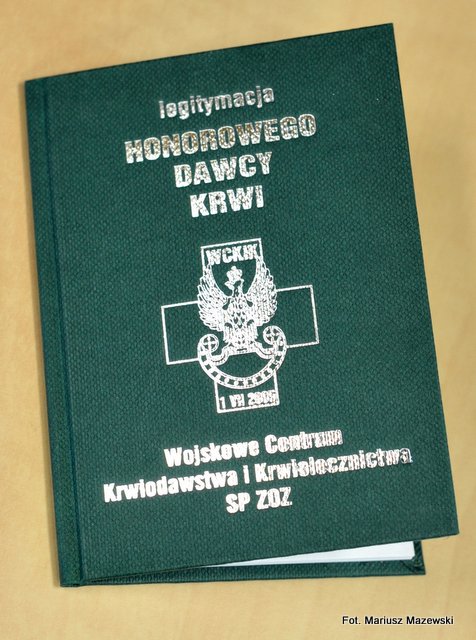 legitymacja
HONOROWEGO
DAWCY
KRWI
WCKIK
1 VII 2005
Wojskowe Centrum
Krwiodawstwa i Krwiolecznictwa
SP ZOZ
Fot. Mariusz Mazewski